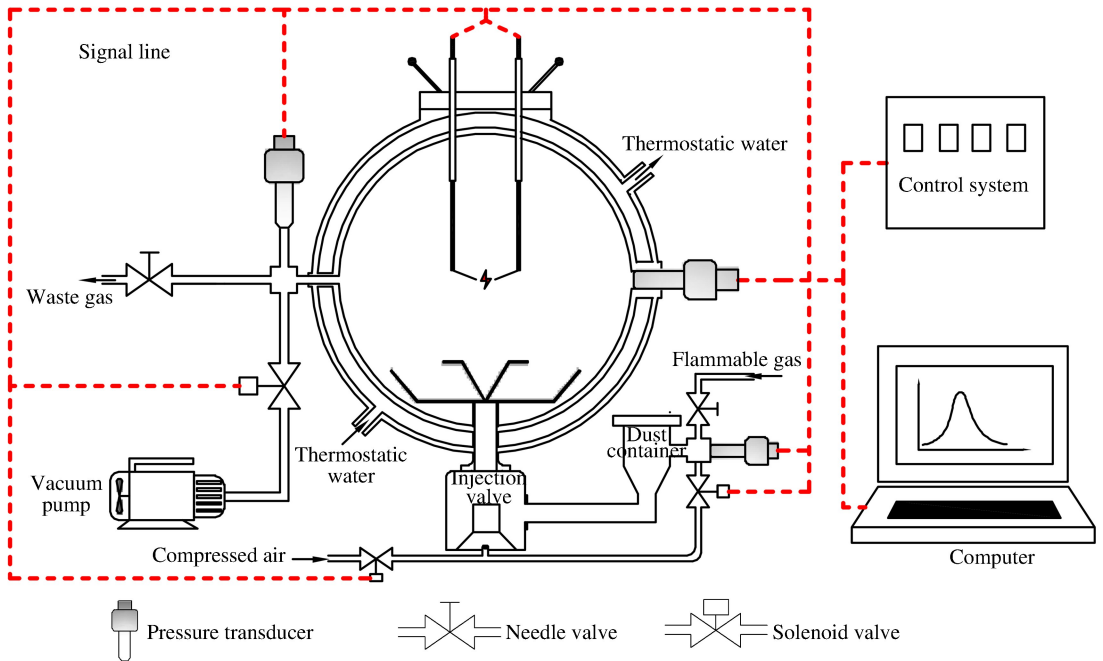 Signal line
Thermostatic water
Control system
Waste gas
Flammable gas
Dust
container
Thermostatic
water
Injection
valve
Vacuum
pump
Compressed air
Computer
Pressure transducer
Needle valve
Solenoid valve